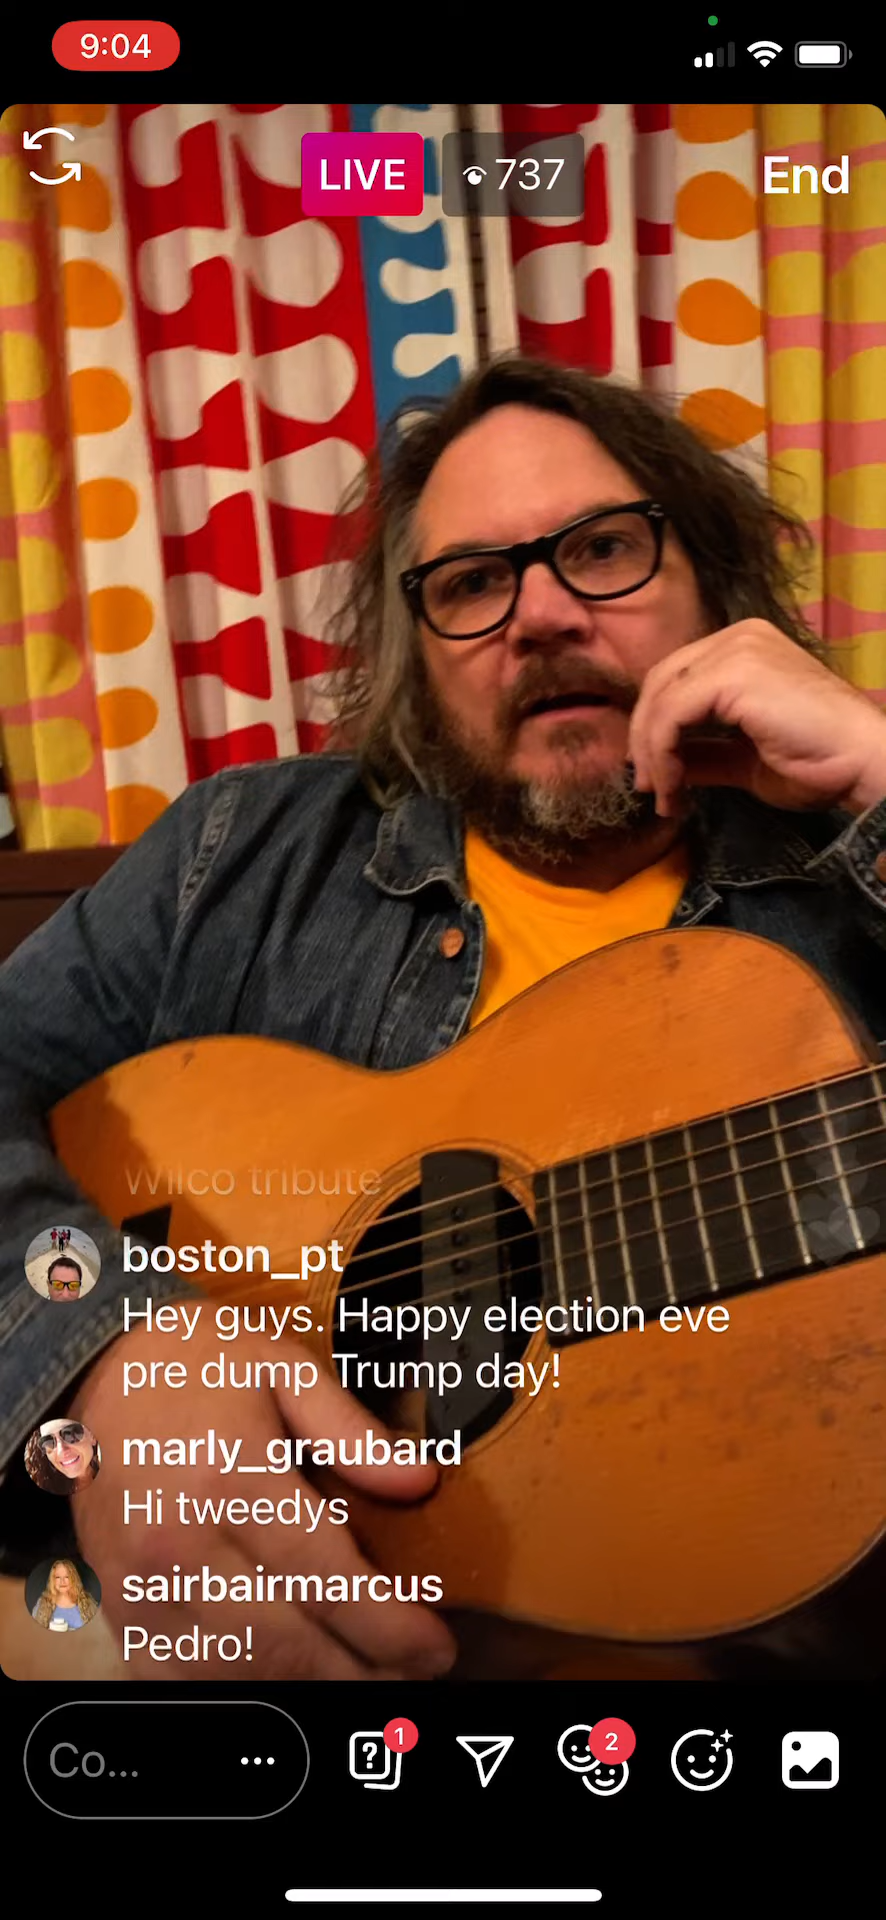 9:04
LIVE
737
End
Wilco tribute
boston_pt
Hey guys. Happy election eve
pre dump Trump day!
marly_graubard
Hi tweedys
sairbairmarcus
Pedro!
Co...
1
2